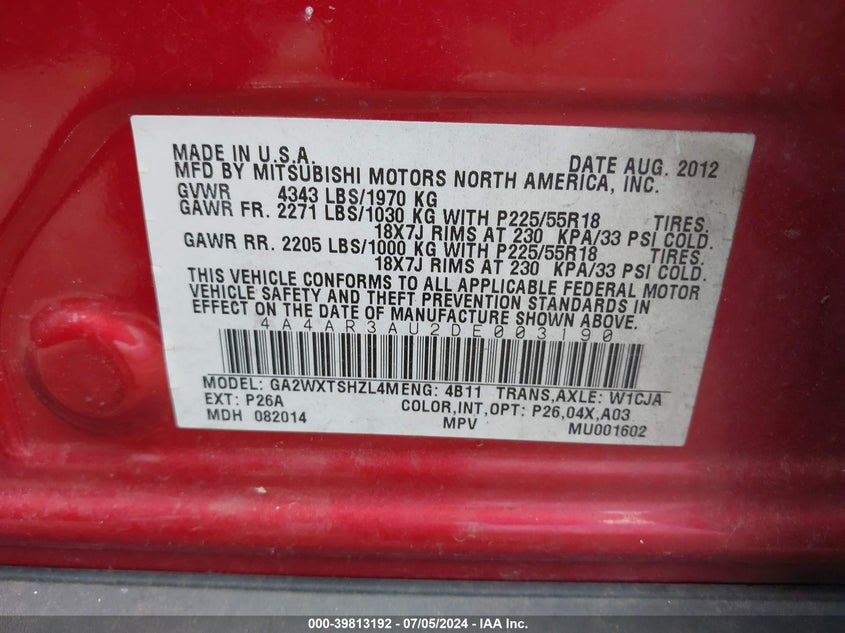 MADE IN U.S.A. DATE AUG. 2012
MFD BY MITSUBISHI MOTORS NORTH AMERICA, INC.
GVWR 4343 LBS/1970 KG
GAWR FR. 2271 LBS/1030 KG WITH P225/55R18 TIRES.
18X7J RIMS AT 230 KPA/33 PSI COLD.
GAWR RR. 2205 LBS/1000 KG WITH P225/55R18 TIRES.
18X7J RIMS AT 230 KPA/33 PSI COLD.
THIS VEHICLE CONFORMS TO ALL APPLICABLE FEDERAL MOTOR
VEHICLE SAFETY AND THEFT PREVENTION STANDARDS IN
EFFECT ON THE DATE OF MANUFACTURE SHOWN ABOVE.
4A4AR3AU2DE003190
MODEL: GA2WXTSHZL4M ENG: 4B11 TRANS,AXLE: W1CJA
EXT: P26A COLOR,INT,OPT: P26,04X,A03
MDH 082014 MPV MU001602
000-39813192 - 07/05/2024 - IAA Inc.